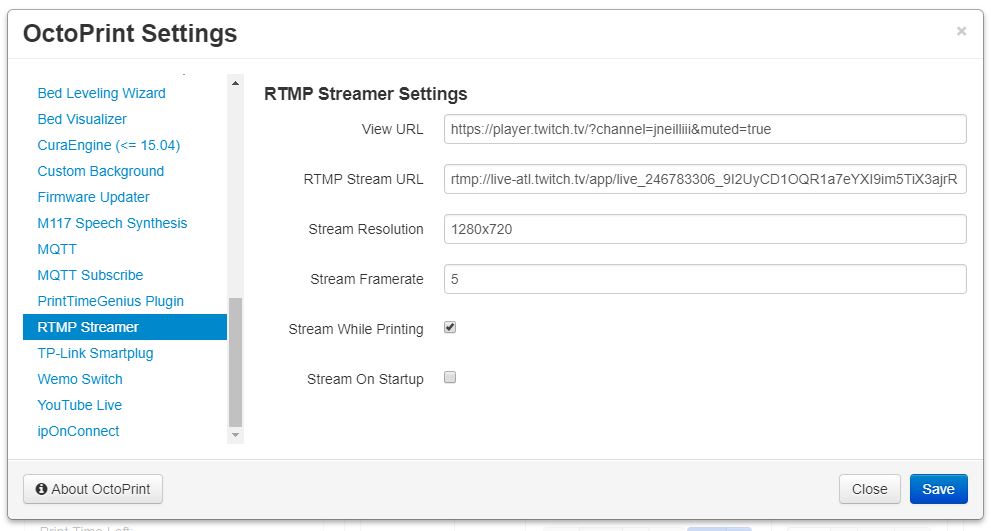 OctoPrint Settings
×
Bed Leveling Wizard
Bed Visualizer
CuraEngine (<= 15.04)
Custom Background
Firmware Updater
M117 Speech Synthesis
MQTT
MQTT Subscribe
PrintTimeGenius Plugin
RTMP Streamer
TP-Link Smartplug
Wemo Switch
YouTube Live
ipOnConnect
RTMP Streamer Settings
View URL https://player.twitch.tv/?channel=jneilliii&muted=true
RTMP Stream URL rtmp://live-atl.twitch.tv/app/live_246783306_9I2UyCD1OQR1a7eYXI9im5TiX3ajrR
Stream Resolution 1280x720
Stream Framerate 5
Stream While Printing
Stream On Startup
About OctoPrint
Close
Save
Print Time Left: